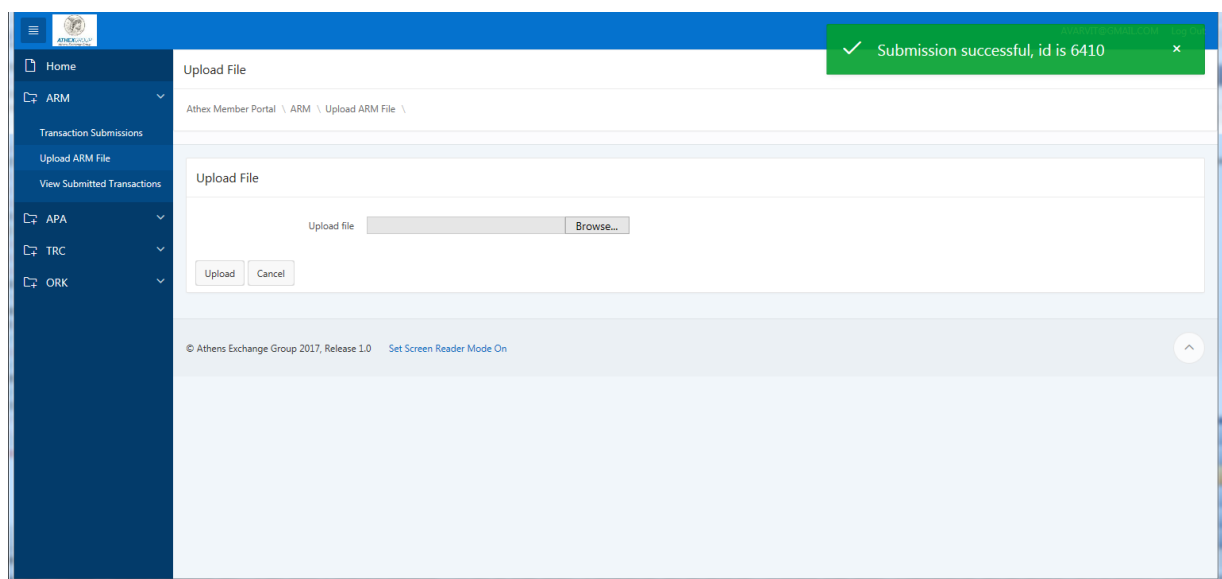 ATHEXGROUP
Submission successful, id is 6410
×
Home
Upload File
ARM
Athex Member Portal \ ARM \ Upload ARM File \
Transaction Submissions
Upload ARM File
View Submitted Transactions
Upload File
APA
Upload file
Browse...
TRC
Upload
Cancel
ORK
© Athens Exchange Group 2017, Release 1.0
Set Screen Reader Mode On